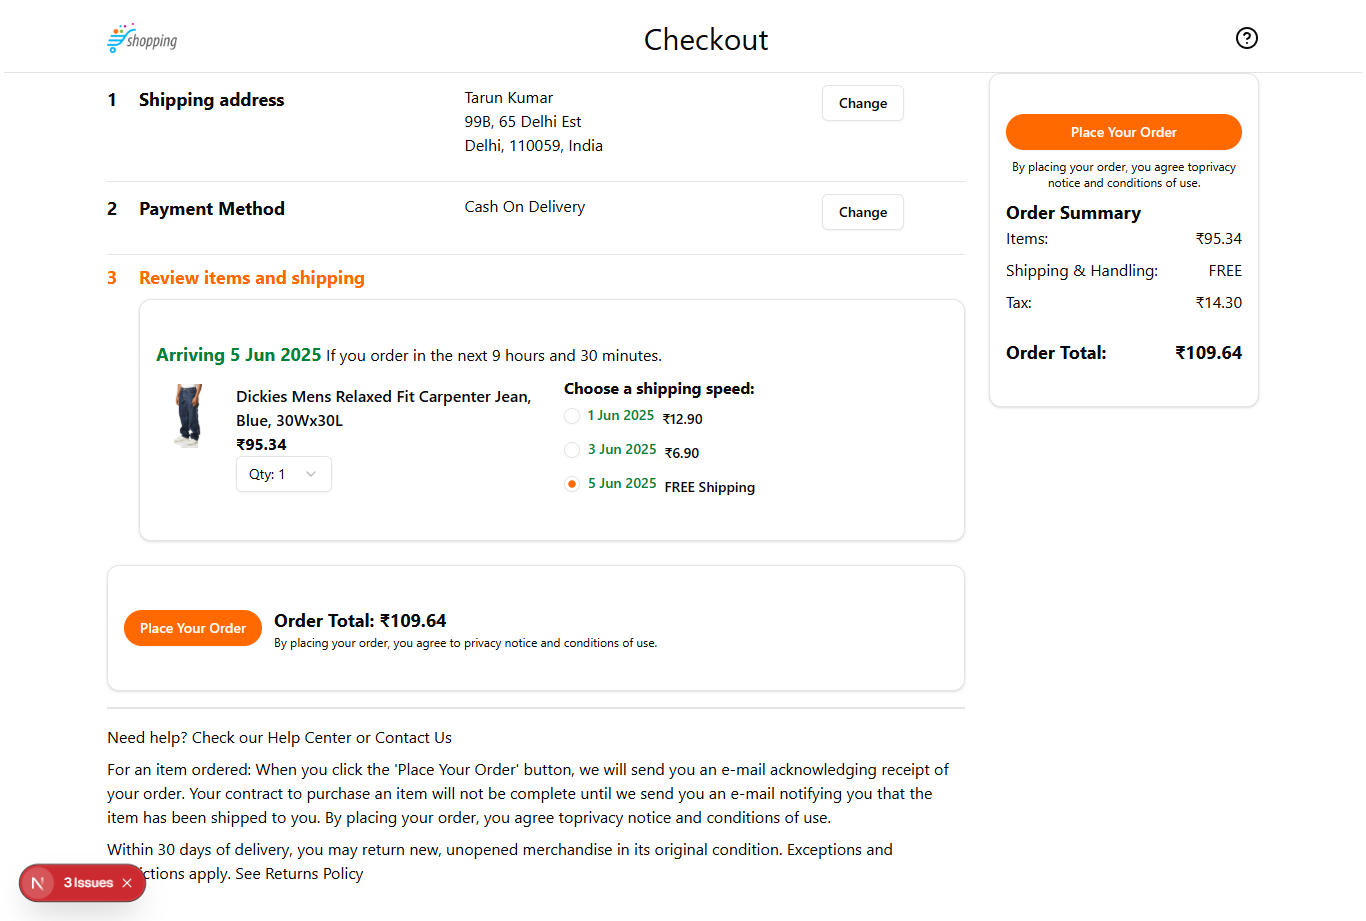 shopping
Checkout
1 Shipping address
Tarun Kumar
99B, 65 Delhi Est
Delhi, 110059, India
Change
2 Payment Method
Cash On Delivery
Change
3 Review items and shipping
Arriving 5 Jun 2025 If you order in the next 9 hours and 30 minutes.
Dickies Mens Relaxed Fit Carpenter Jean,
Blue, 30Wx30L
₹95.34
Qty: 1
Choose a shipping speed:
1 Jun 2025 ₹12.90
3 Jun 2025 ₹6.90
5 Jun 2025 FREE Shipping
Place Your Order
Order Total: ₹109.64
By placing your order, you agree to privacy notice and conditions of use.
Need help? Check our Help Center or Contact Us
For an item ordered: When you click the 'Place Your Order' button, we will send you an e-mail acknowledging receipt of
your order. Your contract to purchase an item will not be complete until we send you an e-mail notifying you that the
item has been shipped to you. By placing your order, you agree toprivacy notice and conditions of use.
Within 30 days of delivery, you may return new, unopened merchandise in its original condition. Exceptions and
ictions apply. See Returns Policy
N 3 Issues
Place Your Order
By placing your order, you agree toprivacy
notice and conditions of use.
Order Summary
Items: ₹95.34
Shipping & Handling: FREE
Tax: ₹14.30
Order Total: ₹109.64